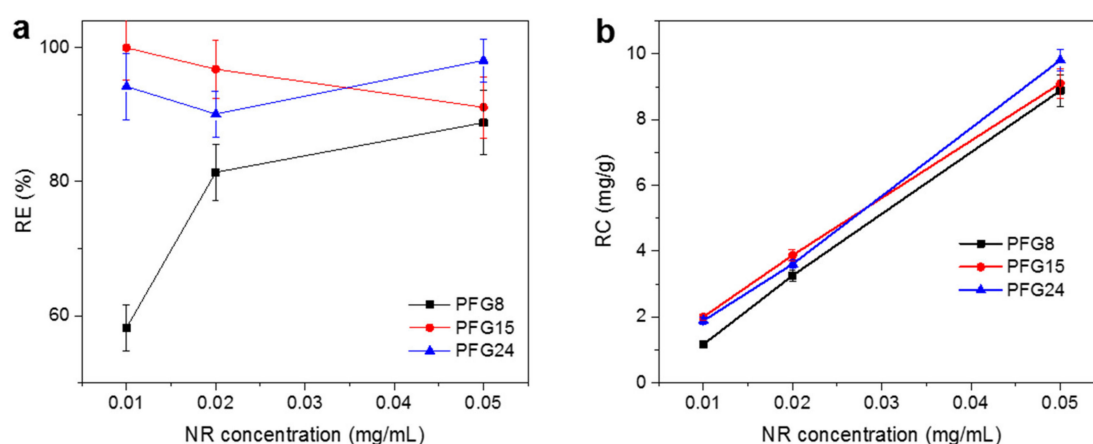 a
100
80
60
RE (%)
PFG8
PFG15
PFG24
0.01 0.02 0.03 0.04 0.05
NR concentration (mg/mL)
b
10
8
6
4
2
0
RC (mg/g)
PFG8
PFG15
PFG24
0.01 0.02 0.03 0.04 0.05
NR concentration (mg/mL)